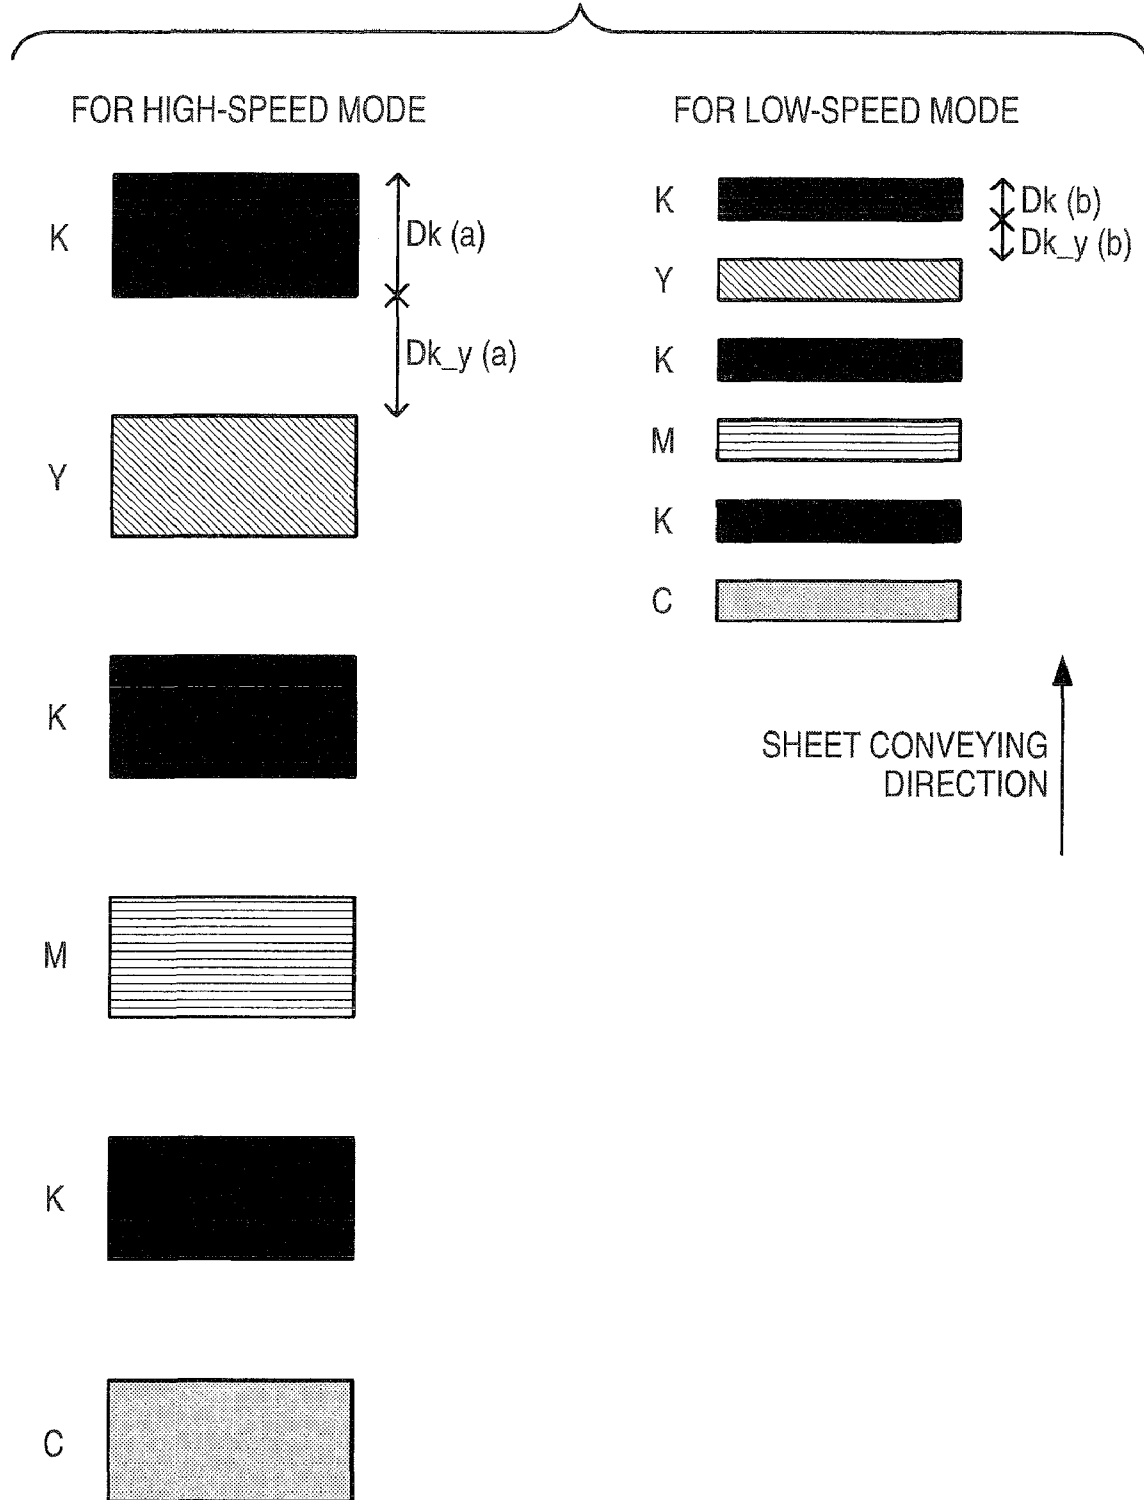 FOR HIGH-SPEED MODE
K
Dk (a)
Dk_y (a)
Y
K
M
K
C
FOR LOW-SPEED MODE
K
Dk (b)
Dk_y (b)
Y
K
M
K
C
SHEET CONVEYING
DIRECTION